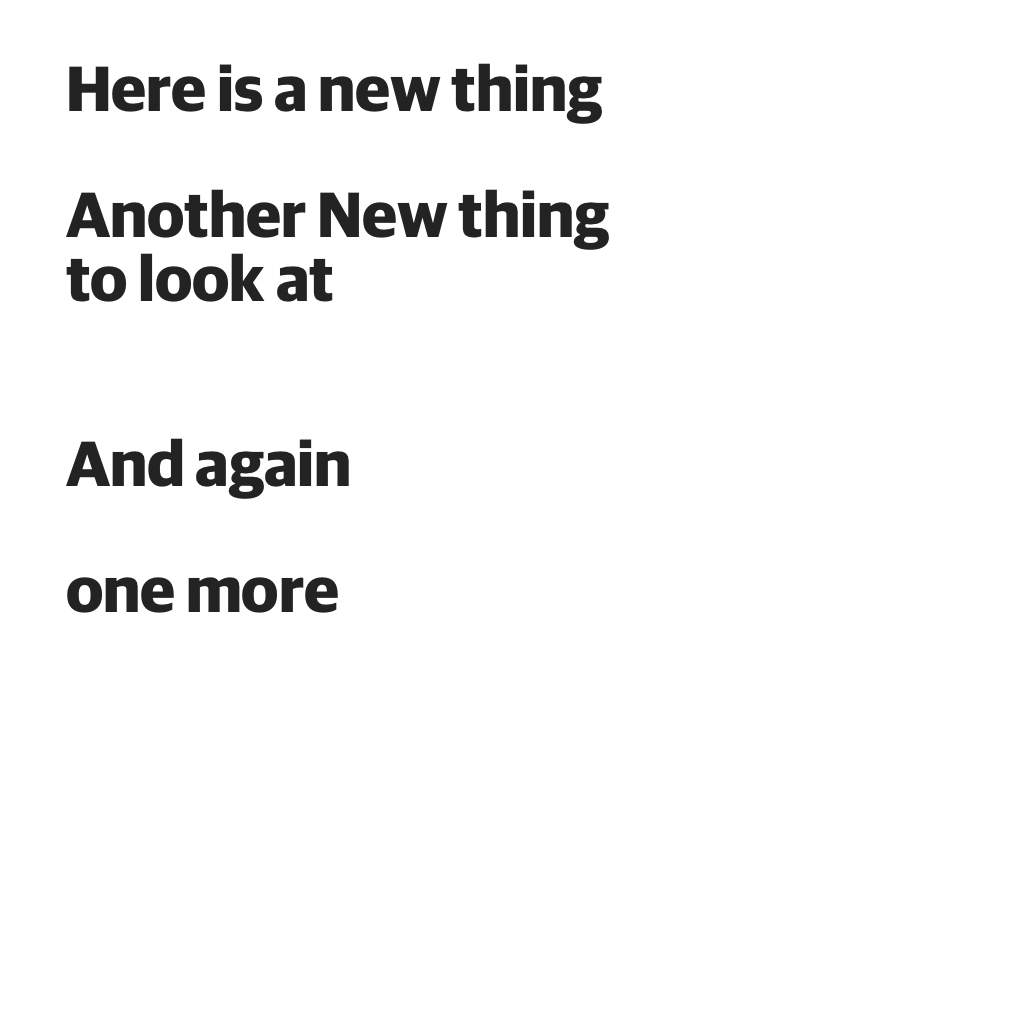 Here is a new thing
Another New thing
to look at
And again
one more